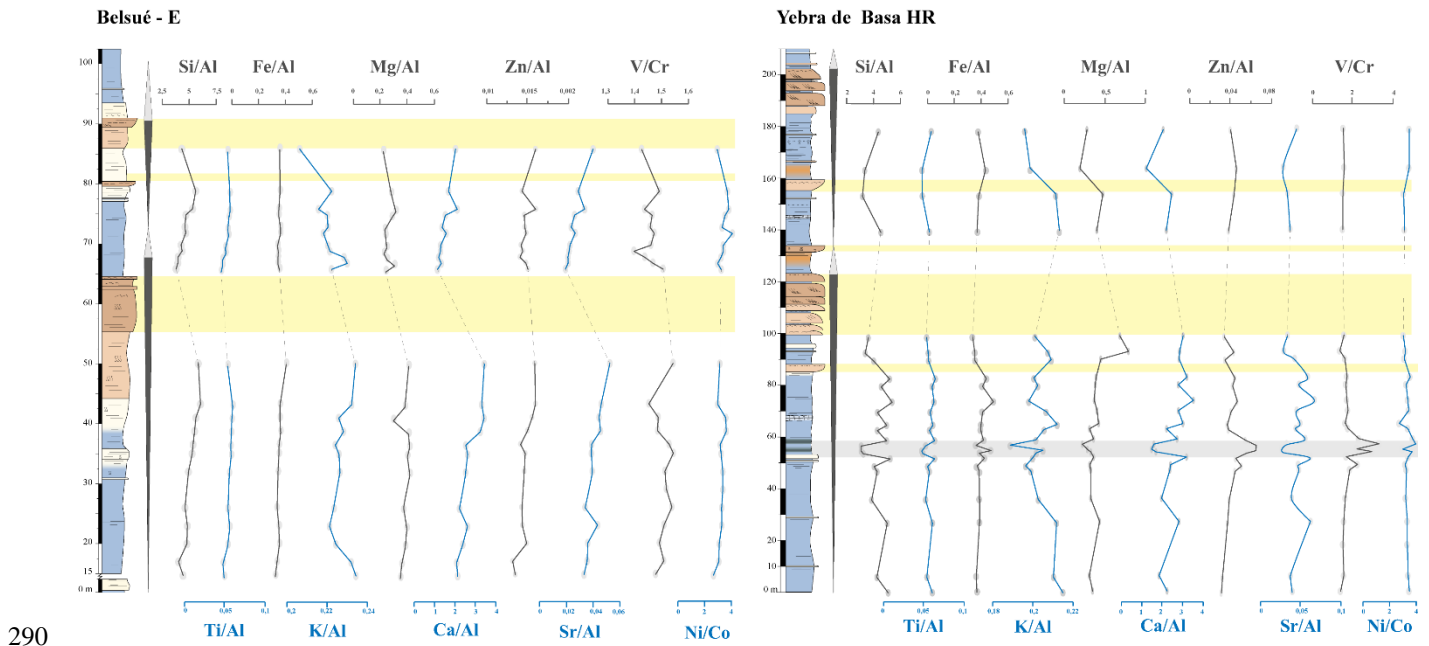 Belsué - E
Yebra de Basa HR
Si/Al Fe/Al Mg/Al Zn/Al V/Cr
2,5 5 7,5 0 0,2 0,4 0,6 0 0,2 0,4 0,6 0,01 0,015 0,002 1,3 1,4 1,5 1,6
100
90
80
70
60
50
40
30
20
15
0 m
0 0,05 0,1 0,2 0,22 0,24 0 1 2 3 4 0 0,02 0,04 0,06 0 2 4
Ti/Al K/Al Ca/Al Sr/Al Ni/Co
Si/Al Fe/Al Mg/Al Zn/Al V/Cr
2 4 6 0 0,2 0,4 0,6 0 0,5 1 0 0,04 0,08 0 2 4
200
180
160
140
120
100
80
60
40
20
10
0 m
0 0,05 0,1 0,18 0,2 0,22 0 1 2 3 4 0 0,05 0,1 0 1 2 3 4
Ti/Al K/Al Ca/Al Sr/Al Ni/Co
290